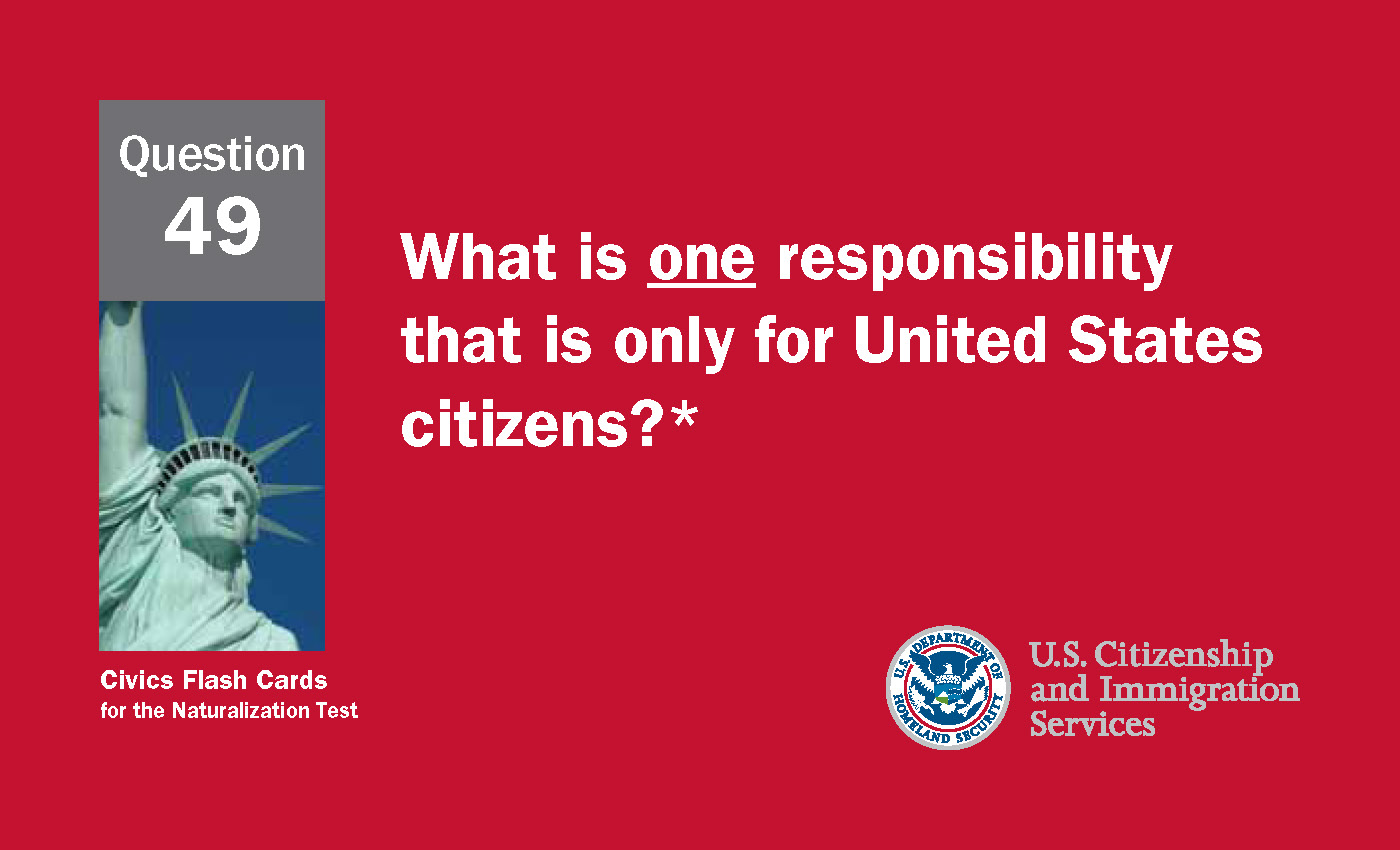 Question
49
What is one responsibility
that is only for United States
citizens?*
Civics Flash Cards
for the Naturalization Test
U.S. DEPARTMENT OF
HOMELAND SECURITY
U.S. Citizenship
and Immigration
Services